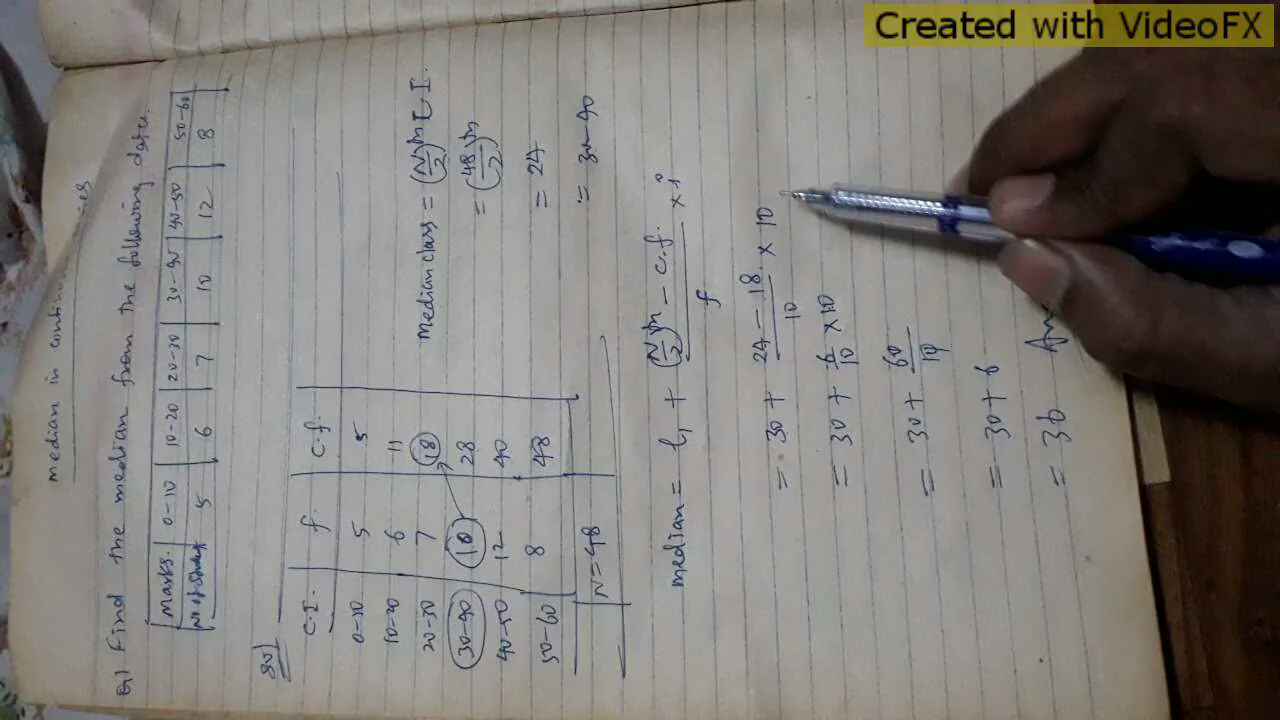 Created with VideoFX
median in conti
Q1) Find the median from the following data.
Marks. 0-10 10-20 20-30 30-40 40-50 50-60
No of 5 6 7 10 12 8
Sol
C.I. f. C.f.
0-10 5 5
10-20 6 11
20-30 7 18
30-40 10 28
40-50 12 40
50-60 8 48
N=48
Median class = (N/2)th C.I.
= (48/2)th
= 24
= 30-40
median = l₁ + (N/2)th - c.f. / f × i
= 30 + 24 - 18 / 10 × 10
= 30 + 6/10 × 10
= 30 + 60/10
= 30 + 6
= 36